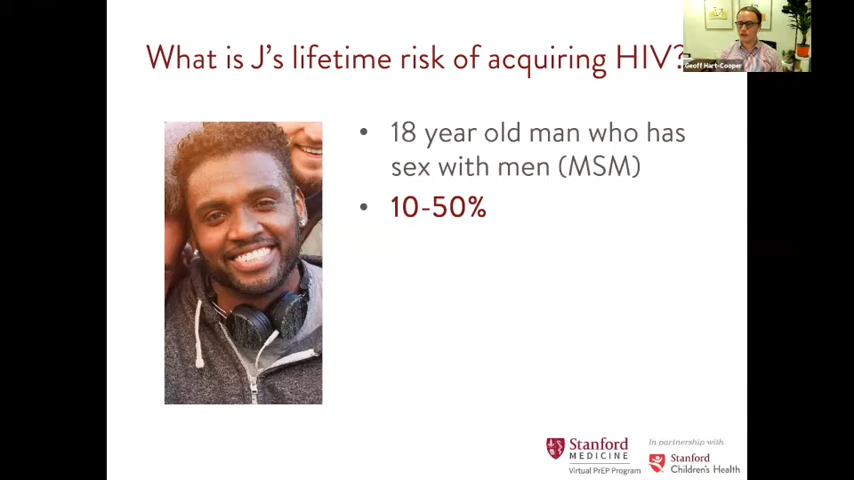 What is J's lifetime risk of acquiring HIV?
Geoff Hart-Cooper
• 18 year old man who has
sex with men (MSM)
• 10-50%
Stanford
MEDICINE
Virtual PrEP Program
In partnership with
Stanford
Children's Health